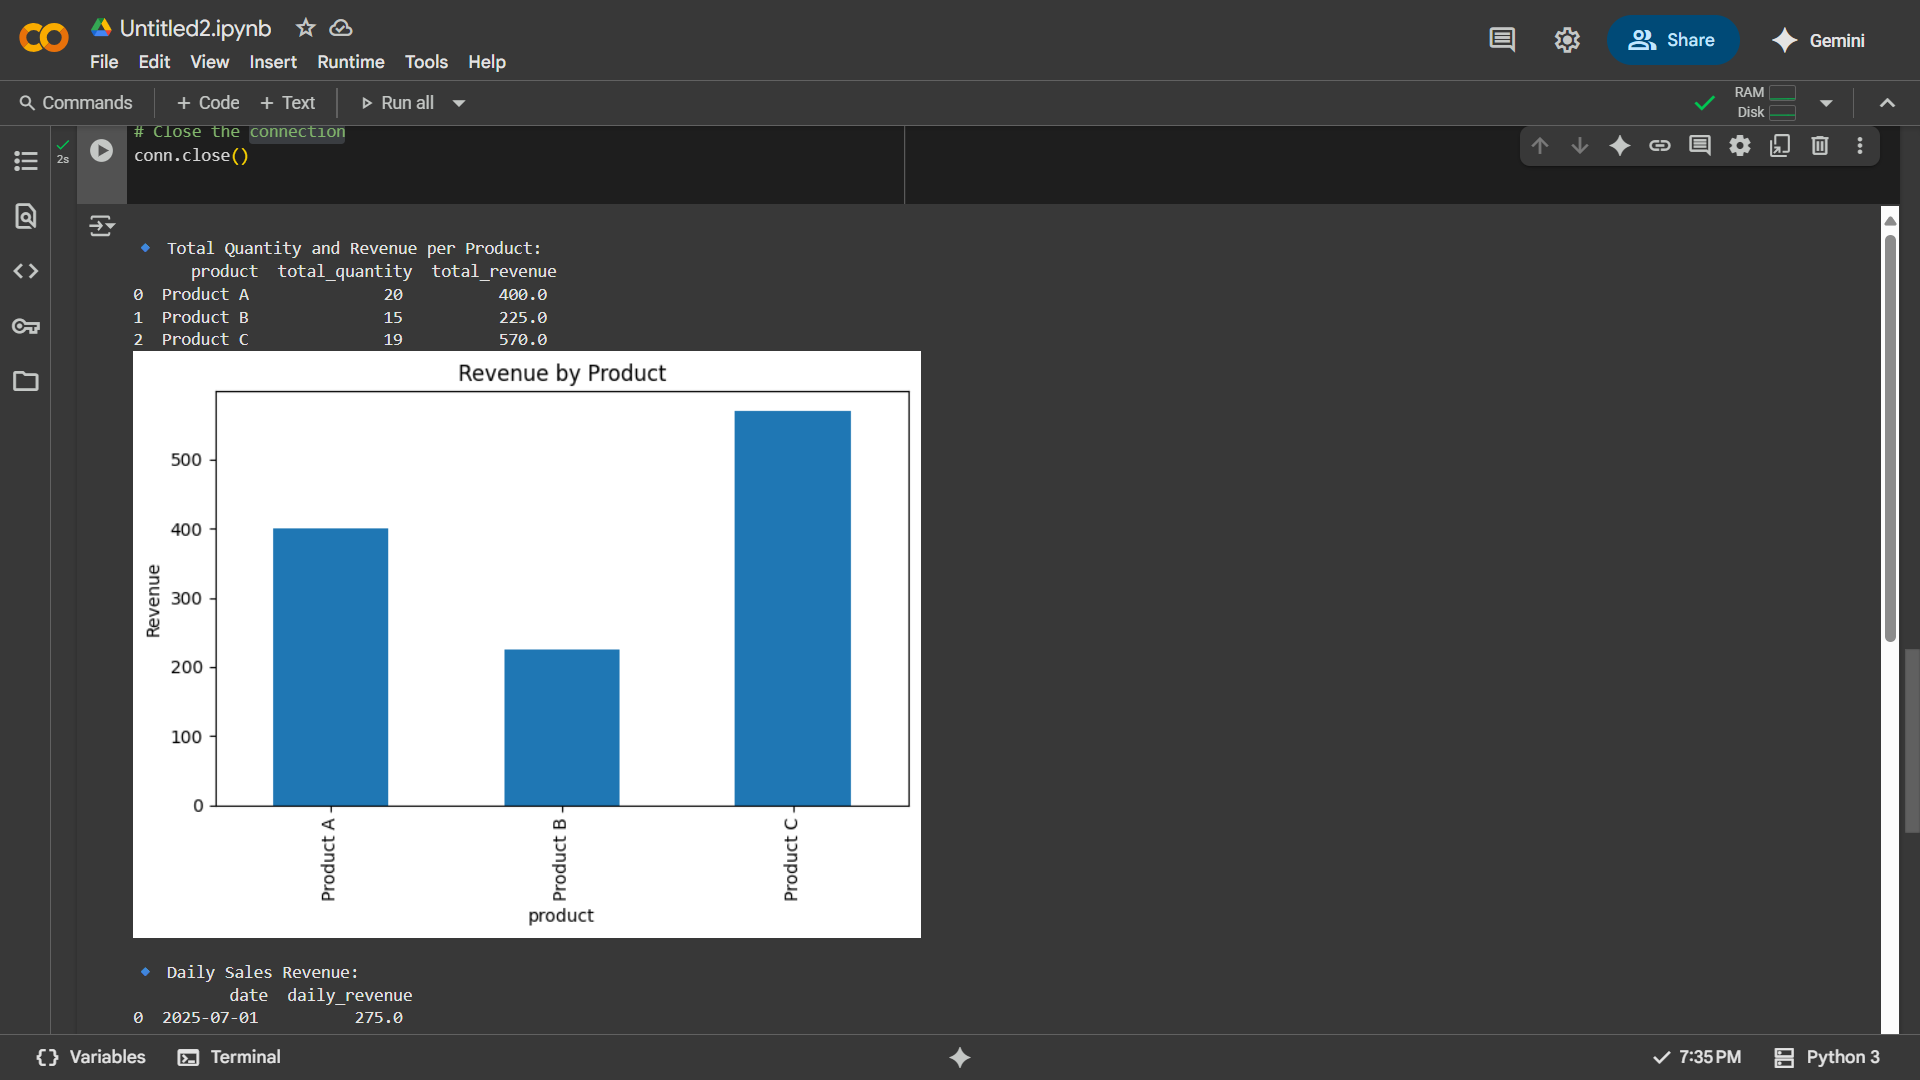 Untitled2.ipynb
File Edit View Insert Runtime Tools Help
Share
Gemini
Commands + Code + Text Run all
RAM
Disk
2s
# Close the connection
conn.close()
Total Quantity and Revenue per Product:
product total_quantity total_revenue
0 Product A 20 400.0
1 Product B 15 225.0
2 Product C 19 570.0
Revenue by Product
500
400
300
200
100
0
Revenue
Product A
Product B
Product C
product
Daily Sales Revenue:
date daily_revenue
0 2025-07-01 275.0
Variables Terminal
7:35 PM Python 3